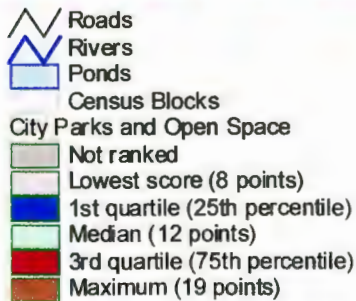 Roads
Rivers
Ponds
Census Blocks
City Parks and Open Space
Not ranked
Lowest score (8 points)
1st quartile (25th percentile)
Median (12 points)
3rd quartile (75th percentile)
Maximum (19 points)